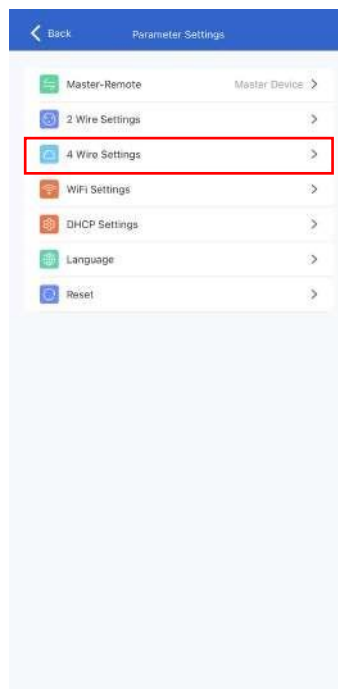 Back Parameter Settings
Master-Remote Master Device
2 Wire Settings
4 Wire Settings
WiFi Settings
DHCP Settings
Language
Reset